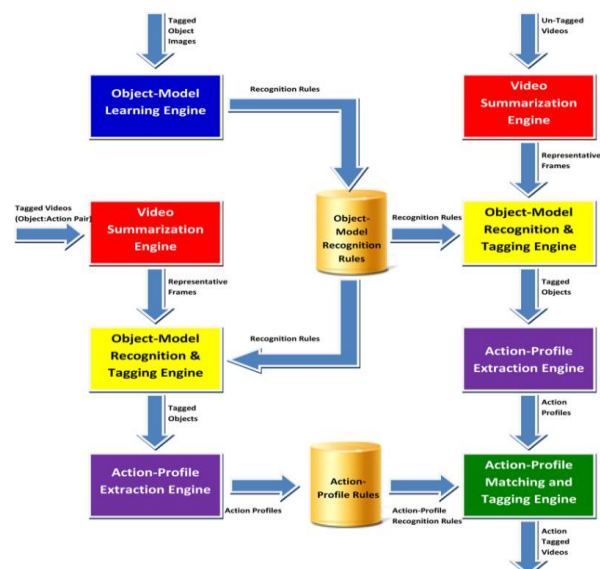 Tagged
Object
Images
Un-Tagged
Videos
Object-Model
Learning Engine
Recognition Rules
Video
Summarization
Engine
Representative
Frames
Tagged Videos
(Object:Action Pair)
Video
Summarization
Engine
Object-
Model
Recognition
Rules
Recognition Rules
Object-Model
Recognition &
Tagging Engine
Representative
Frames
Tagged
Objects
Object-Model
Recognition &
Tagging Engine
Recognition Rules
Action-Profile
Extraction Engine
Tagged
Objects
Action
Profiles
Action-Profile
Extraction Engine
Action Profiles
Action-
Profile Rules
Action-Profile
Recognition Rules
Action-Profile
Matching and
Tagging Engine
Action
Tagged
Videos